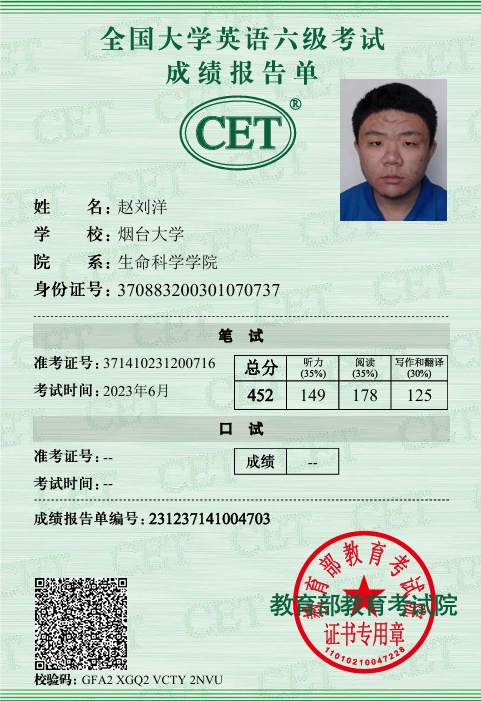 全国大学英语六级考试
成绩报告单
CET®
姓 名: 赵刘洋
学 校: 烟台大学
院 系: 生命科学学院
身份证号: 370883200301070737
笔 试
准考证号: 371410231200716
考试时间: 2023年6月
总分 听力 (35%) 阅读 (35%) 写作和翻译 (30%)
452 149 178 125
口 试
准考证号: --
考试时间: --
成绩 --
成绩报告单编号: 231237141004703
教育部教育考试院
教育部教育考试院
证书专用章
11010210047228
校验码: GFA2 XGQ2 VCTY 2NVU